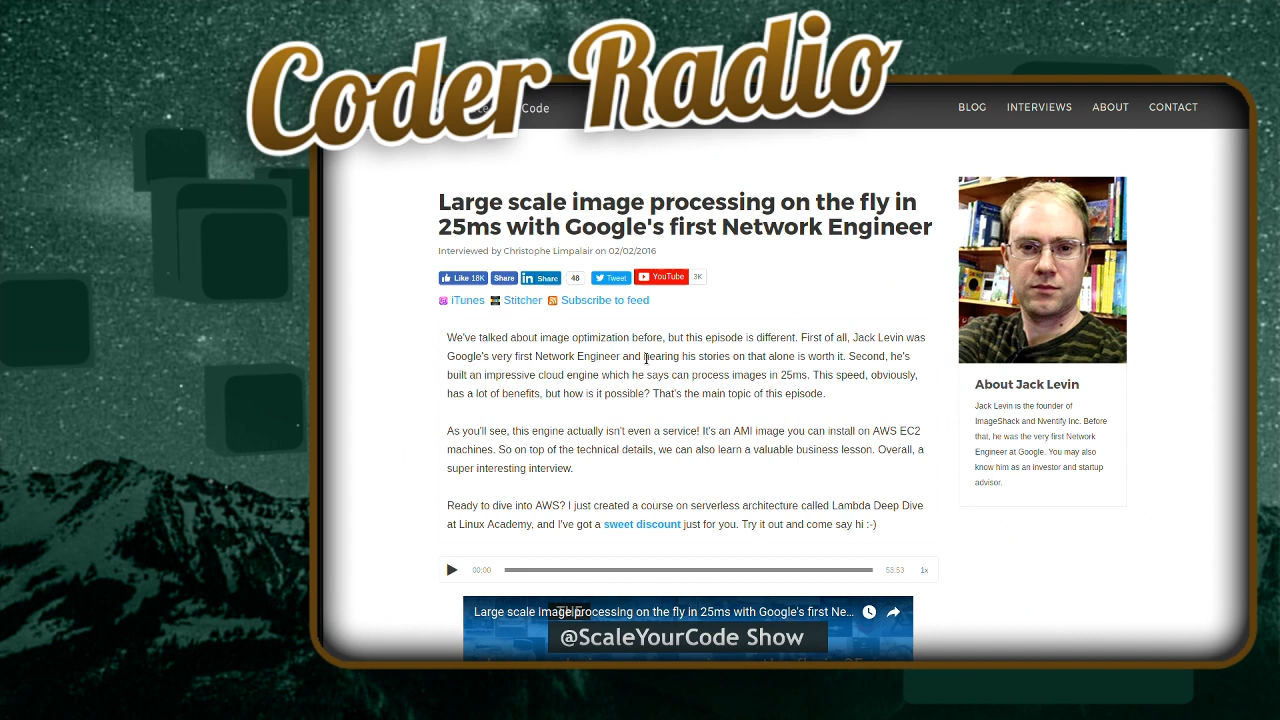 Coder Radio
Code
BLOG INTERVIEWS ABOUT CONTACT
Large scale image processing on the fly in
25ms with Google's first Network Engineer
Interviewed by Christophe Limpalair on 02/02/2016
Like 18K Share in Share 48 Tweet YouTube 3K
iTunes Stitcher Subscribe to feed
We've talked about image optimization before, but this episode is different. First of all, Jack Levin was
Google's very first Network Engineer and hearing his stories on that alone is worth it. Second, he's
built an impressive cloud engine which he says can process images in 25ms. This speed, obviously,
has a lot of benefits, but how is it possible? That's the main topic of this episode.
As you'll see, this engine actually isn't even a service! It's an AMI image you can install on AWS EC2
machines. So on top of the technical details, we can also learn a valuable business lesson. Overall, a
super interesting interview.
Ready to dive into AWS? I just created a course on serverless architecture called Lambda Deep Dive
at Linux Academy, and I've got a sweet discount just for you. Try it out and come say hi :-)
00:00 53:53 1x
Large scale image processing on the fly in 25ms with Google's first Ne...
THE
@ScaleYourCode Show
About Jack Levin
Jack Levin is the founder of
ImageShack and Nventify Inc. Before
that, he was the very first Network
Engineer at Google. You may also
know him as an investor and startup
advisor.